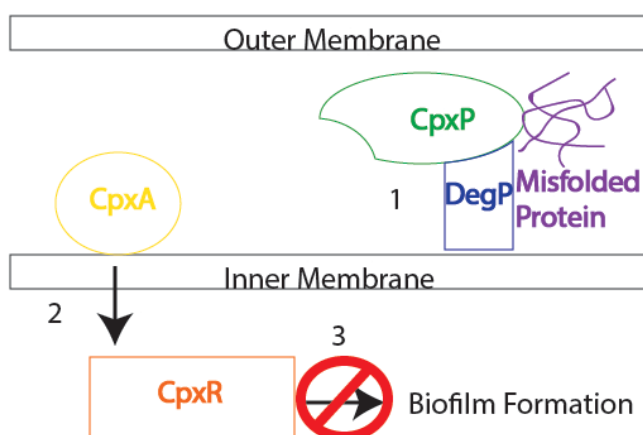 Outer Membrane
CpxP
CpxA
1
DegP
Misfolded
Protein
Inner Membrane
2
3
CpxR
Biofilm Formation